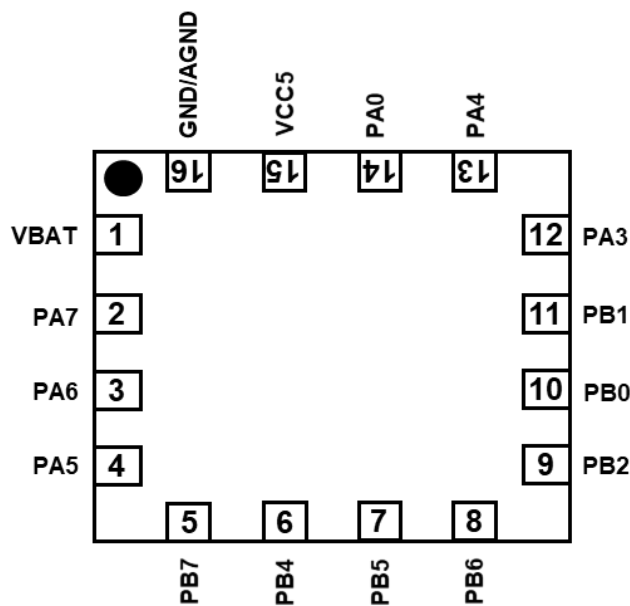 GND/AGND VCC5 PA0 PA4
16 15 14 13
VBAT 1 12 PA3
PA7 2 11 PB1
PA6 3 10 PB0
PA5 4 9 PB2
5 6 7 8
PB7 PB4 PB5 PB6